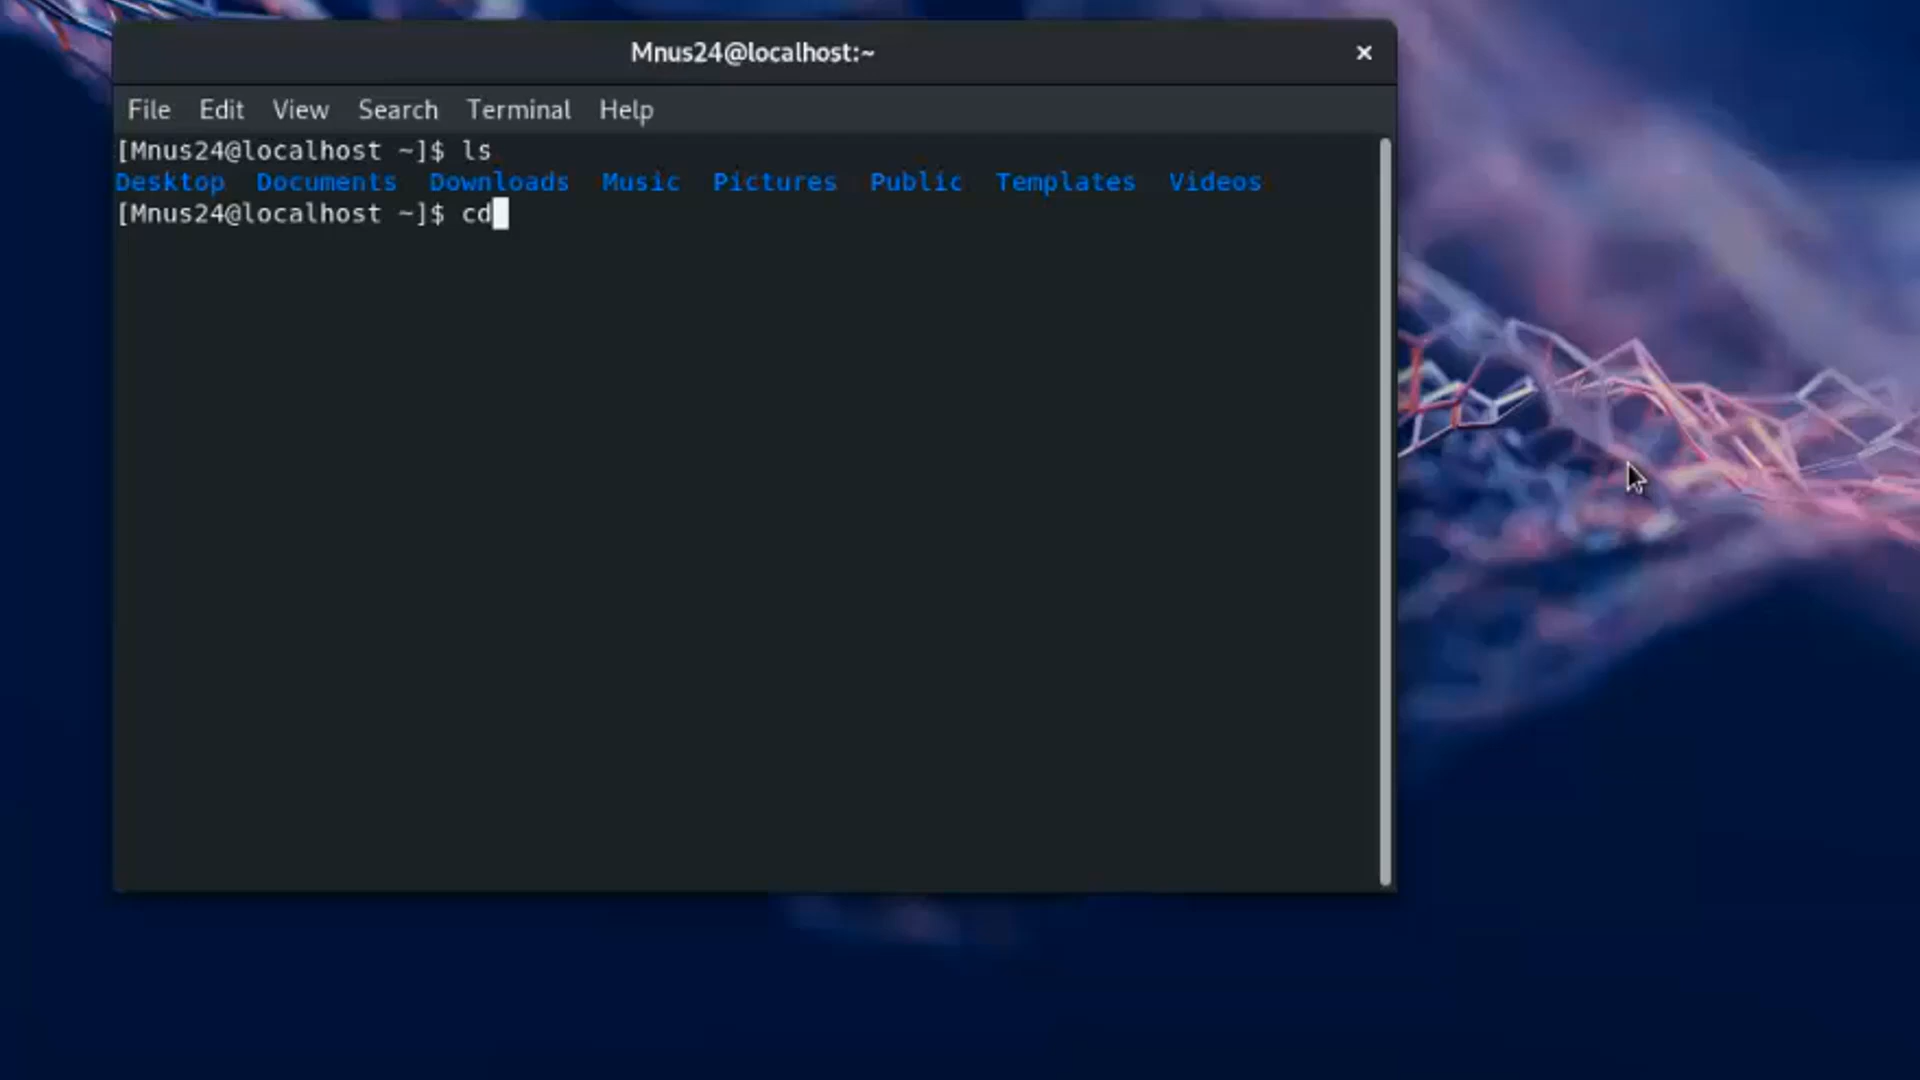 Mnus24@localhost:~
File Edit View Search Terminal Help
[Mnus24@localhost ~]$ ls
Desktop Documents Downloads Music Pictures Public Templates Videos
[Mnus24@localhost ~]$ cd